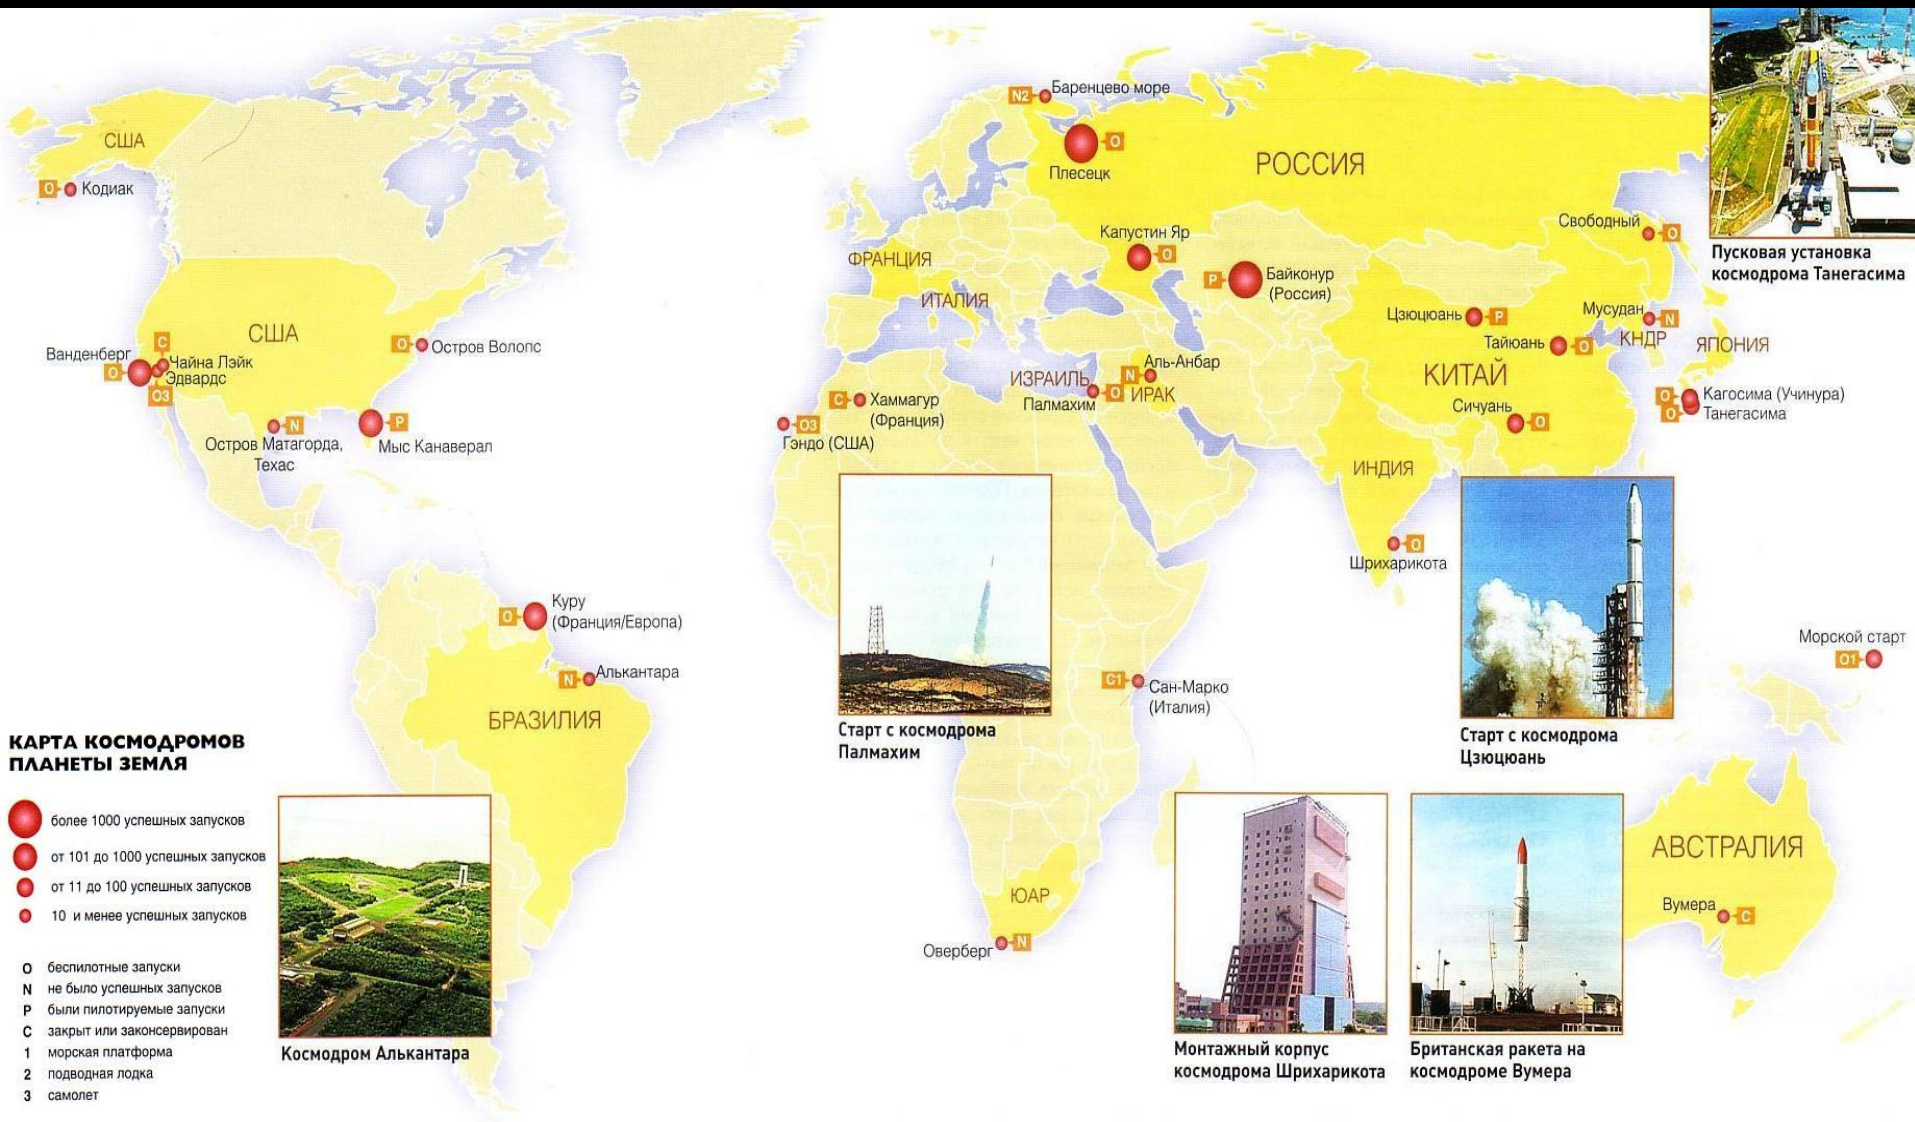 США
O
Кодиак
США
Ванденберг
O
C
Чайна Лэйк
Эдвардс
O3
O
Остров Волопс
N
Остров Матагорда,
Техас
P
Мыс Канаверал
O
Куру
(Франция/Европа)
N
Алькантара
БРАЗИЛИЯ
N2
Баренцево море
O
Плесецк
РОССИЯ
Капустин Яр
O
ФРАНЦИЯ
ИТАЛИЯ
P
Байконур
(Россия)
Свободный
O
Цзюцюань
P
Мусудан
N
Тайюань
O
КНДР
ЯПОНИЯ
КИТАЙ
Сичуань
O
O
Кагосима (Учинура)
O
Танегасима
ИЗРАИЛЬ
Палмахим
O
Аль-Анбар
N
ИРАК
C
Хаммагур
(Франция)
O3
Гэндо (США)
ИНДИЯ
O
Шрихарикота
Морской старт
O1
C1
Сан-Марко
(Италия)
ЮАР
Оверберг
N
АВСТРАЛИЯ
Вумера
C
Пусковая установка
космодрома Танегасима
Старт с космодрома
Палмахим
Старт с космодрома
Цзюцюань
Монтажный корпус
космодрома Шрихарикота
Британская ракета на
космодроме Вумера
Космодром Алькантара
КАРТА КОСМОДРОМОВ
ПЛАНЕТЫ ЗЕМЛЯ
более 1000 успешных запусков
от 101 до 1000 успешных запусков
от 11 до 100 успешных запусков
10 и менее успешных запусков
O беспилотные запуски
N не было успешных запусков
P были пилотируемые запуски
C закрыт или законсервирован
1 морская платформа
2 подводная лодка
3 самолет